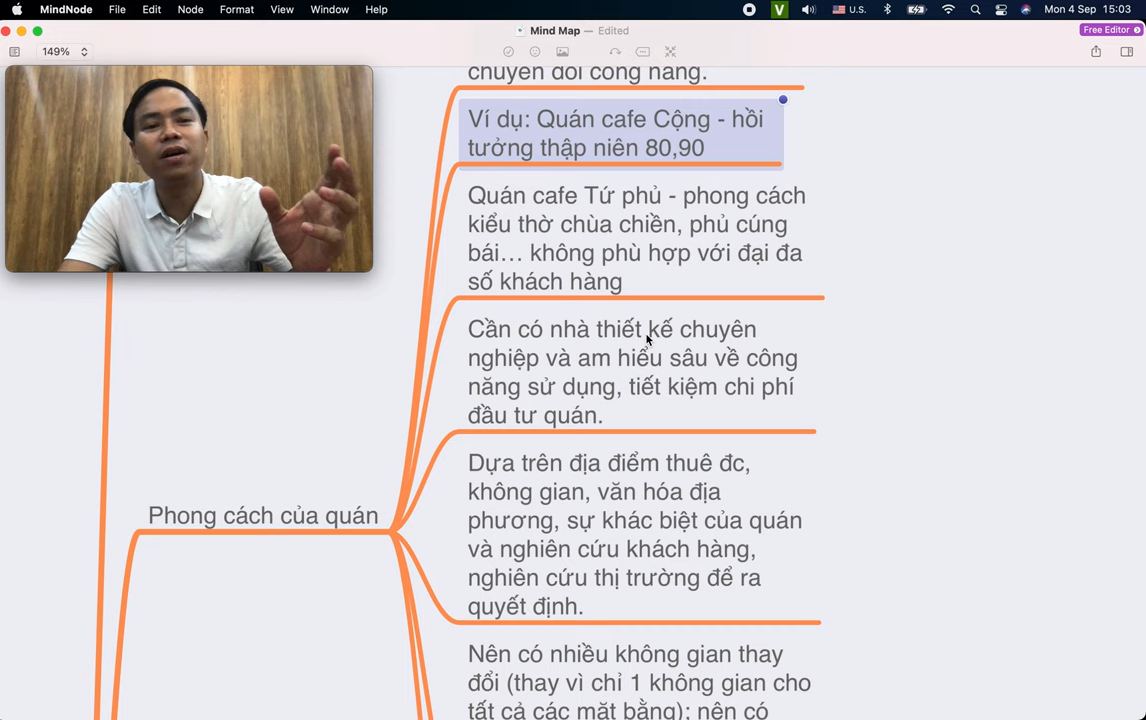 MindNode File Edit Node Format View Window Help
V U.S. Mon 4 Sep 15:03
Mind Map — Edited
Free Editor
149%
chuyển đổi công năng.
Ví dụ: Quán cafe Cộng - hồi
tưởng thập niên 80,90
Quán cafe Tứ phủ - phong cách
kiểu thờ chùa chiền, phủ cúng
bái... không phù hợp với đại đa
số khách hàng
Cần có nhà thiết kế chuyên
nghiệp và am hiểu sâu về công
năng sử dụng, tiết kiệm chi phí
đầu tư quán.
Phong cách của quán
Dựa trên địa điểm thuê đc,
không gian, văn hóa địa
phương, sự khác biệt của quán
và nghiên cứu khách hàng,
nghiên cứu thị trường để ra
quyết định.
Nên có nhiều không gian thay
đổi (thay vì chỉ 1 không gian cho
tất cả các mặt bằng); nên có